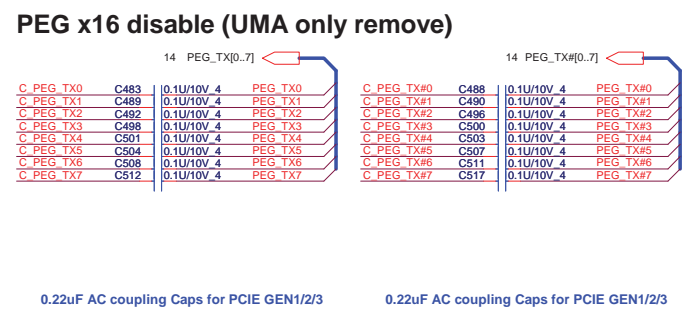 PEG x16 disable (UMA only remove)
14 PEG_TX[0..7] 14 PEG_TX#[0..7]
C_PEG_TX0 C483 0.1U/10V_4 PEG_TX0 C_PEG_TX#0 C488 0.1U/10V_4 PEG_TX#0
C_PEG_TX1 C489 0.1U/10V_4 PEG_TX1 C_PEG_TX#1 C490 0.1U/10V_4 PEG_TX#1
C_PEG_TX2 C492 0.1U/10V_4 PEG_TX2 C_PEG_TX#2 C496 0.1U/10V_4 PEG_TX#2
C_PEG_TX3 C498 0.1U/10V_4 PEG_TX3 C_PEG_TX#3 C500 0.1U/10V_4 PEG_TX#3
C_PEG_TX4 C501 0.1U/10V_4 PEG_TX4 C_PEG_TX#4 C503 0.1U/10V_4 PEG_TX#4
C_PEG_TX5 C504 0.1U/10V_4 PEG_TX5 C_PEG_TX#5 C507 0.1U/10V_4 PEG_TX#5
C_PEG_TX6 C508 0.1U/10V_4 PEG_TX6 C_PEG_TX#6 C511 0.1U/10V_4 PEG_TX#6
C_PEG_TX7 C512 0.1U/10V_4 PEG_TX7 C_PEG_TX#7 C517 0.1U/10V_4 PEG_TX#7
0.22uF AC coupling Caps for PCIE GEN1/2/3 0.22uF AC coupling Caps for PCIE GEN1/2/3